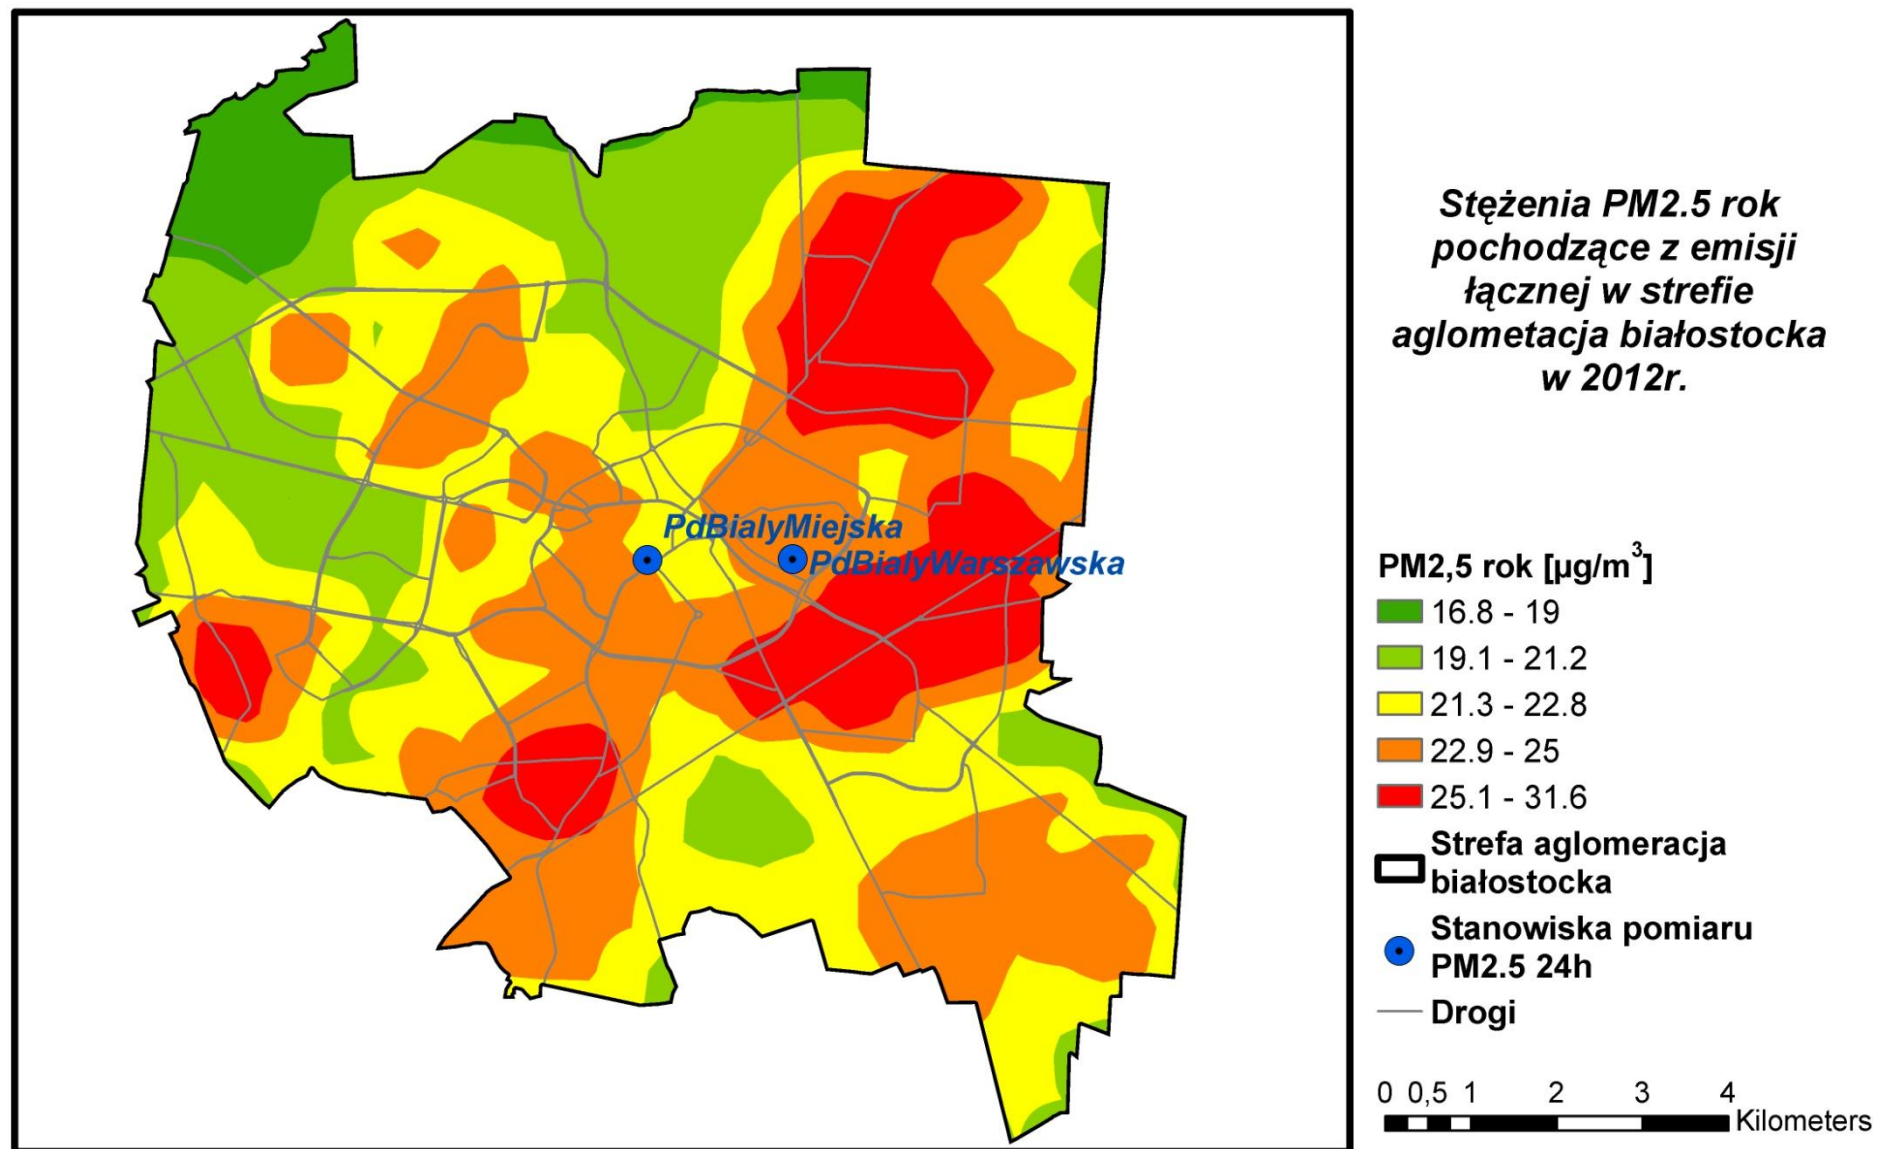 Stężenia PM2.5 rok
pochodzące z emisji
łącznej w strefie
aglometacja białostocka
w 2012r.
PdBialyMiejska
PdBialyWarszawska
PM2,5 rok [µg/m³]
16.8 - 19
19.1 - 21.2
21.3 - 22.8
22.9 - 25
25.1 - 31.6
Strefa aglomeracja
białostocka
Stanowiska pomiaru
PM2.5 24h
Drogi
0 0,5 1 2 3 4
Kilometers